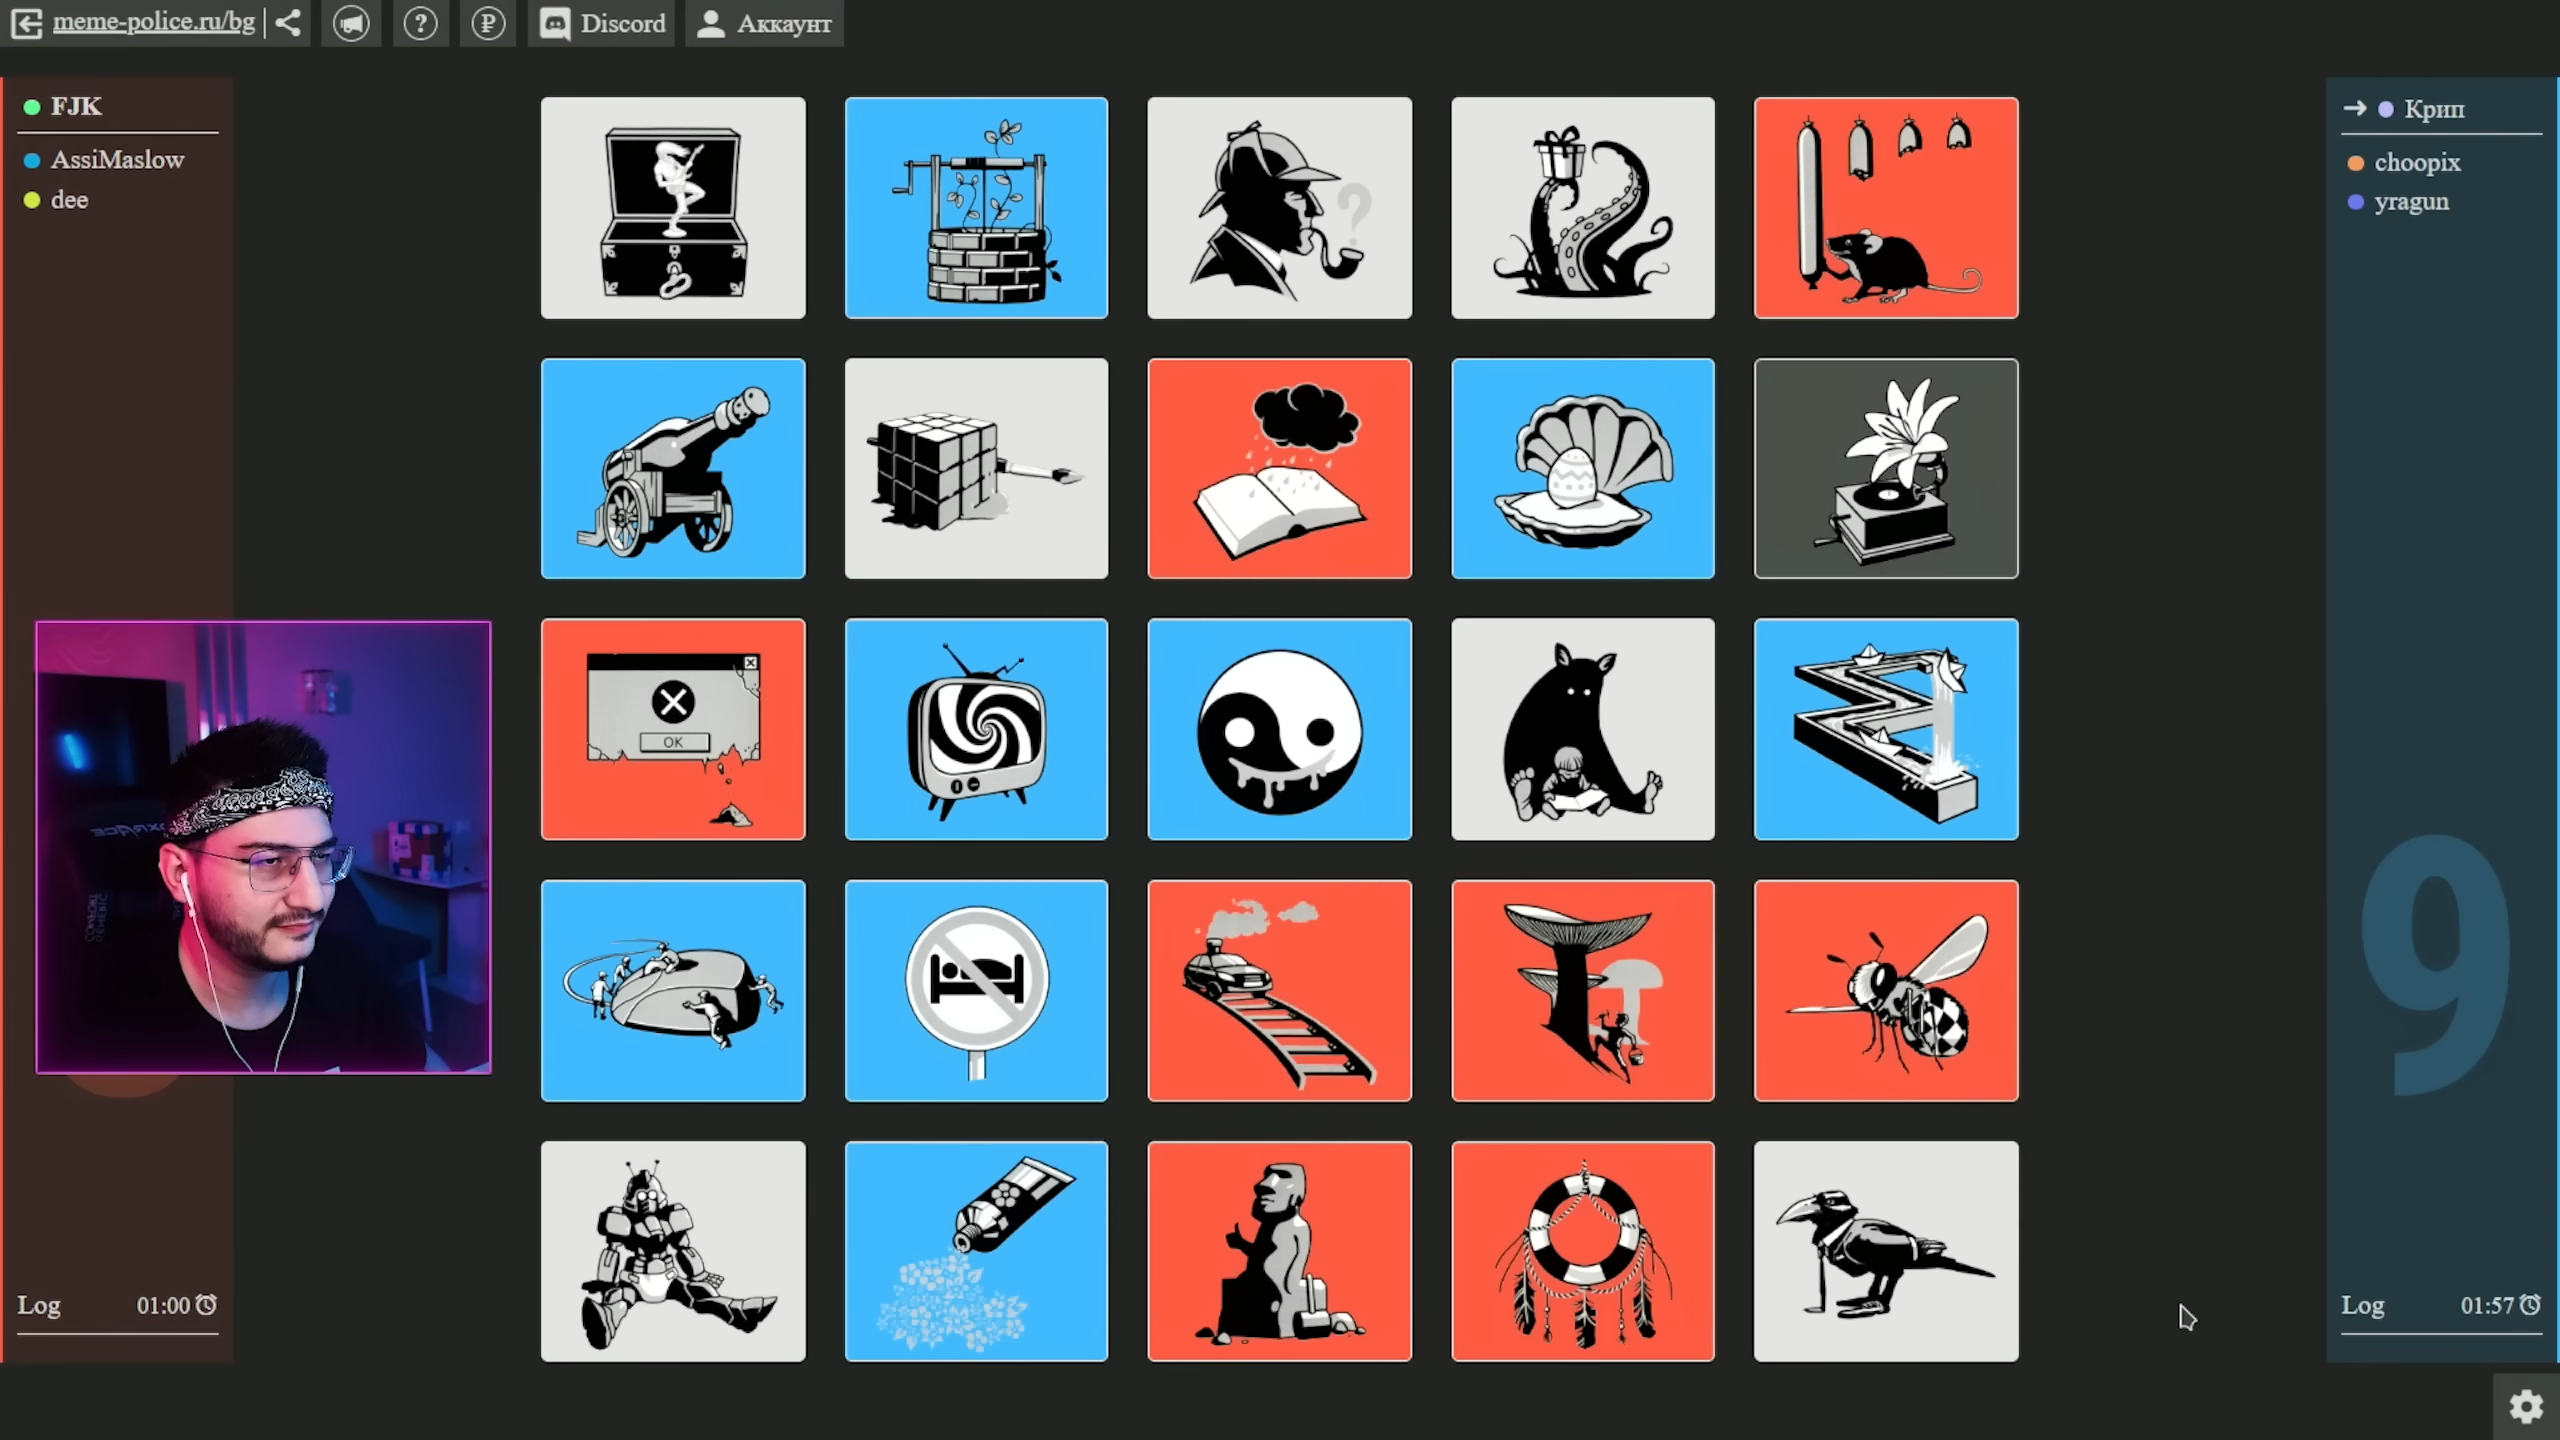 meme-police.ru/bg
Discord
Аккаунт
FJK
AssiMaslow
dee
Log 01:00
Крип
choopix
yragun
9
Log 01:57
OK
?